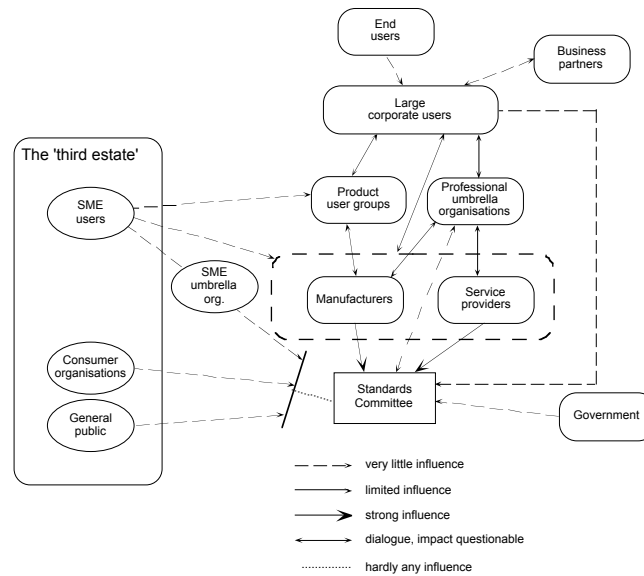 End
users
Business
partners
Large
corporate users
The 'third estate'
SME
users
Product
user groups
Professional
umbrella
organisations
SME
umbrella
org.
Manufacturers
Service
providers
Consumer
organisations
Standards
Committee
General
public
Government
very little influence
limited influence
strong influence
dialogue, impact questionable
hardly any influence